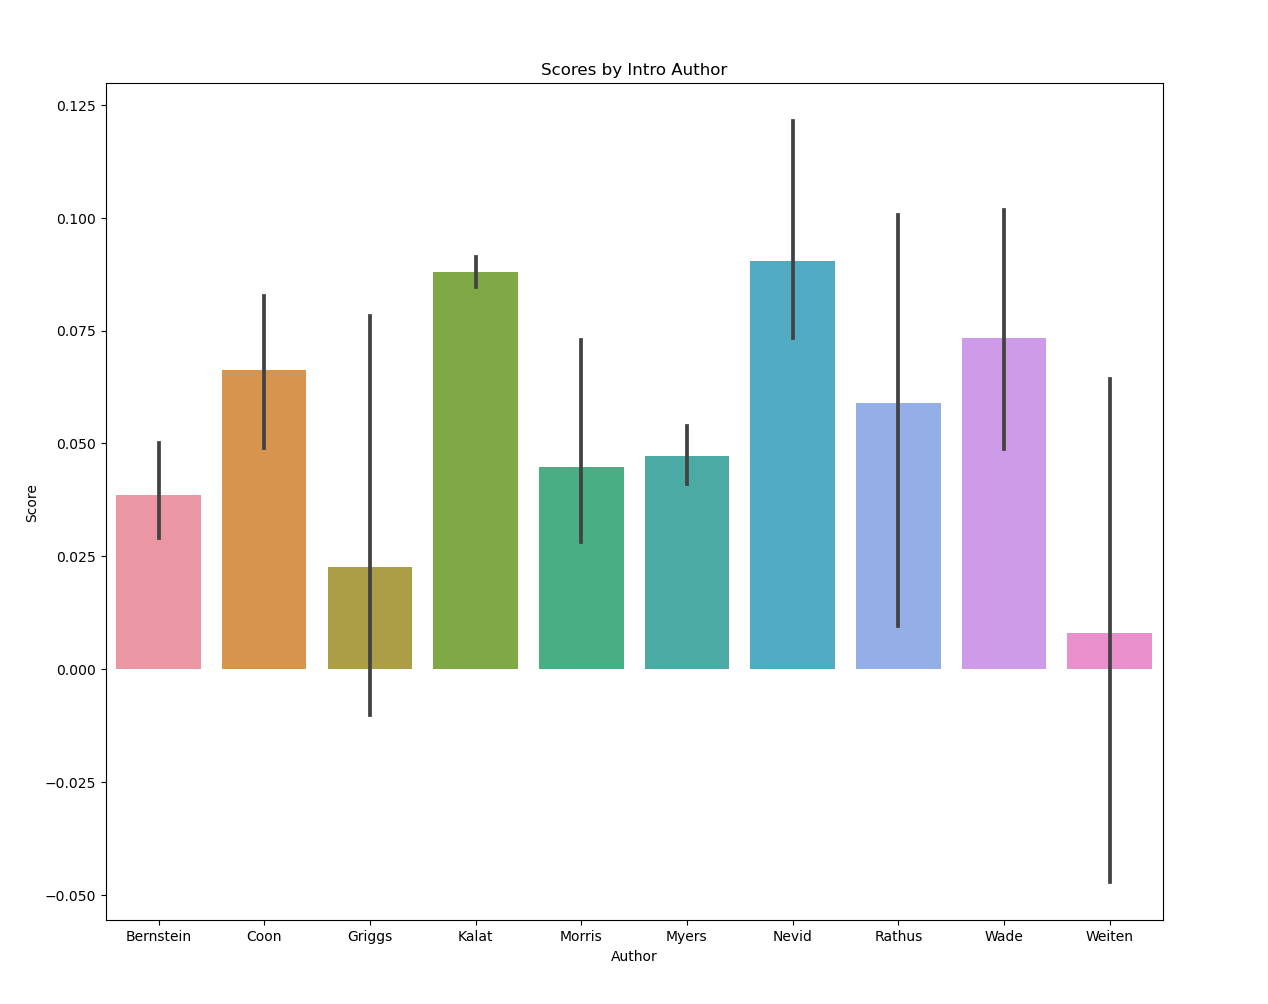 Scores by Intro Author
0.125
0.100
0.075
0.050
0.025
0.000
−0.025
−0.050
Score
Bernstein Coon Griggs Kalat Morris Myers Nevid Rathus Wade Weiten
Author